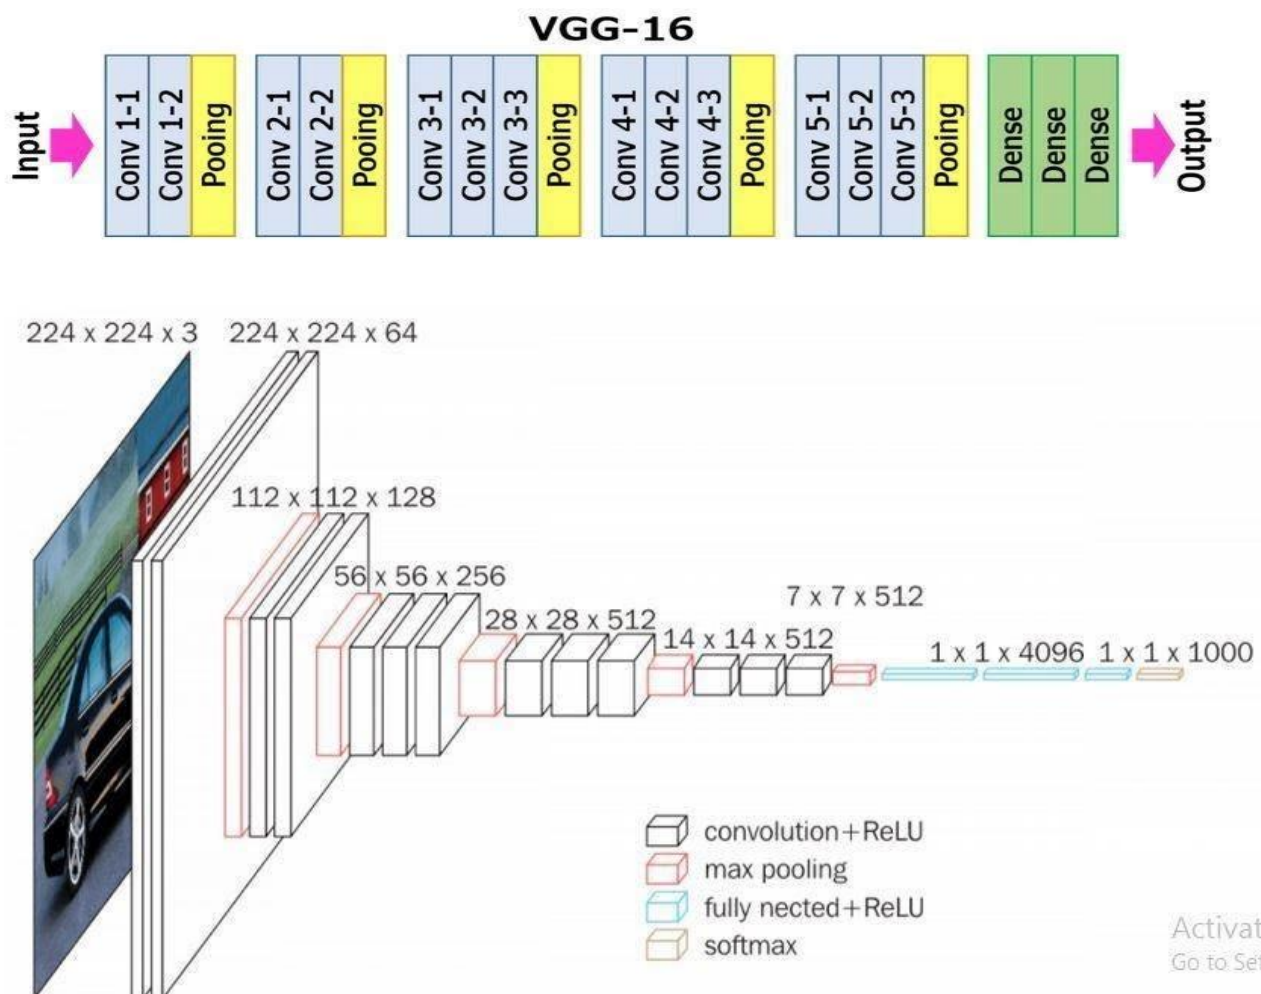 VGG-16
Input
Conv 1-1
Conv 1-2
Pooing
Conv 2-1
Conv 2-2
Pooing
Conv 3-1
Conv 3-2
Conv 3-3
Pooing
Conv 4-1
Conv 4-2
Conv 4-3
Pooing
Conv 5-1
Conv 5-2
Conv 5-3
Pooing
Dense
Dense
Dense
Output
224 x 224 x 3
224 x 224 x 64
112 x 112 x 128
56 x 56 x 256
28 x 28 x 512
14 x 14 x 512
7 x 7 x 512
1 x 1 x 4096
1 x 1 x 1000
convolution+ReLU
max pooling
fully nected+ReLU
softmax
Activat
Go to Set